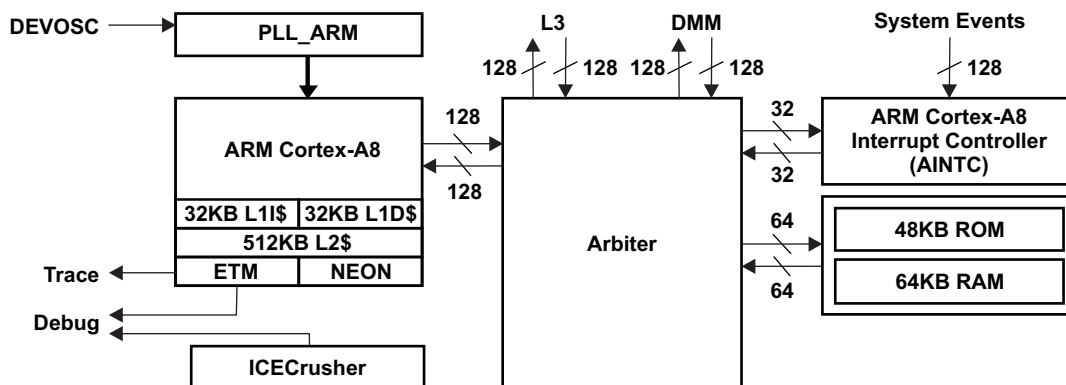 DEVOSC
PLL_ARM
L3
DMM
System Events
128
128
128
128
128
ARM Cortex-A8
128
128
Arbiter
32
32
ARM Cortex-A8
Interrupt Controller
(AINTC)
32KB L1I$
32KB L1D$
512KB L2$
ETM
NEON
64
64
48KB ROM
64KB RAM
Trace
Debug
ICECrusher